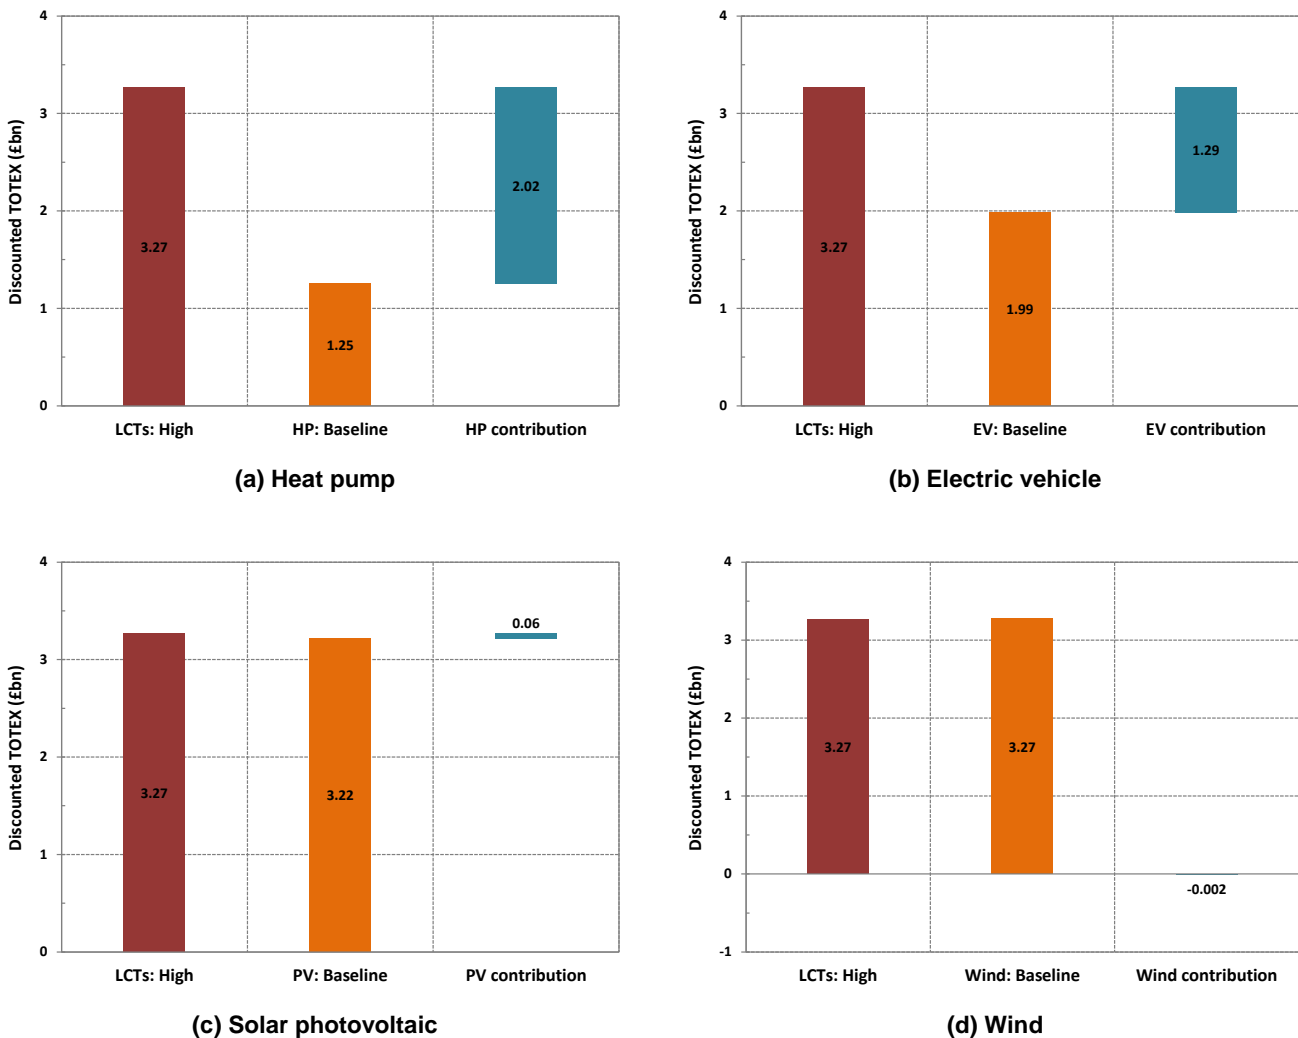 4
3
2
1
0
Discounted TOTEX (£bn)
3.27
1.25
2.02
LCTs: High
HP: Baseline
HP contribution
(a) Heat pump
4
3
2
1
0
Discounted TOTEX (£bn)
3.27
1.99
1.29
LCTs: High
EV: Baseline
EV contribution
(b) Electric vehicle
4
3
2
1
0
Discounted TOTEX (£bn)
3.27
3.22
0.06
LCTs: High
PV: Baseline
PV contribution
(c) Solar photovoltaic
4
3
2
1
0
-1
Discounted TOTEX (£bn)
3.27
3.27
-0.002
LCTs: High
Wind: Baseline
Wind contribution
(d) Wind